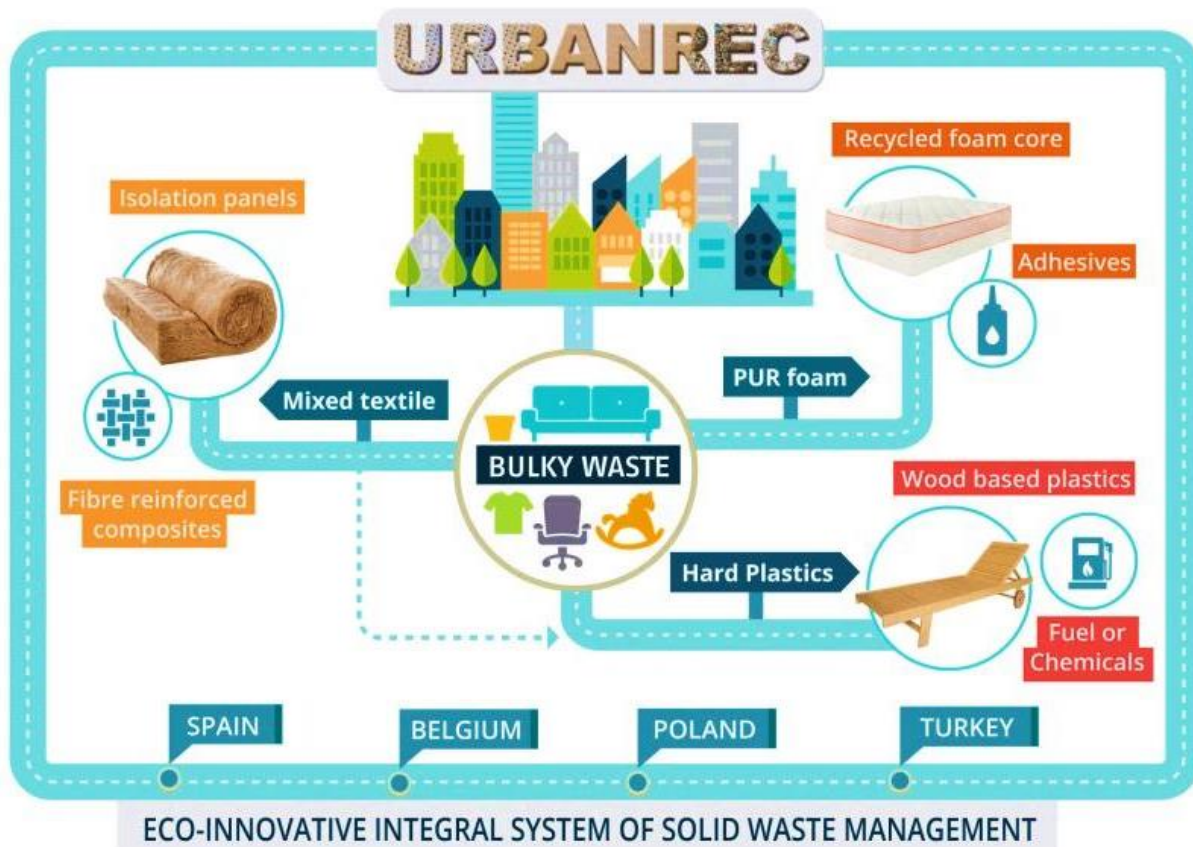 URBANREC
Recycled foam core
Isolation panels
Adhesives
PUR foam
Mixed textile
BULKY WASTE
Wood based plastics
Fibre reinforced
composites
Hard Plastics
Fuel or
Chemicals
SPAIN
BELGIUM
POLAND
TURKEY
ECO-INNOVATIVE INTEGRAL SYSTEM OF SOLID WASTE MANAGEMENT